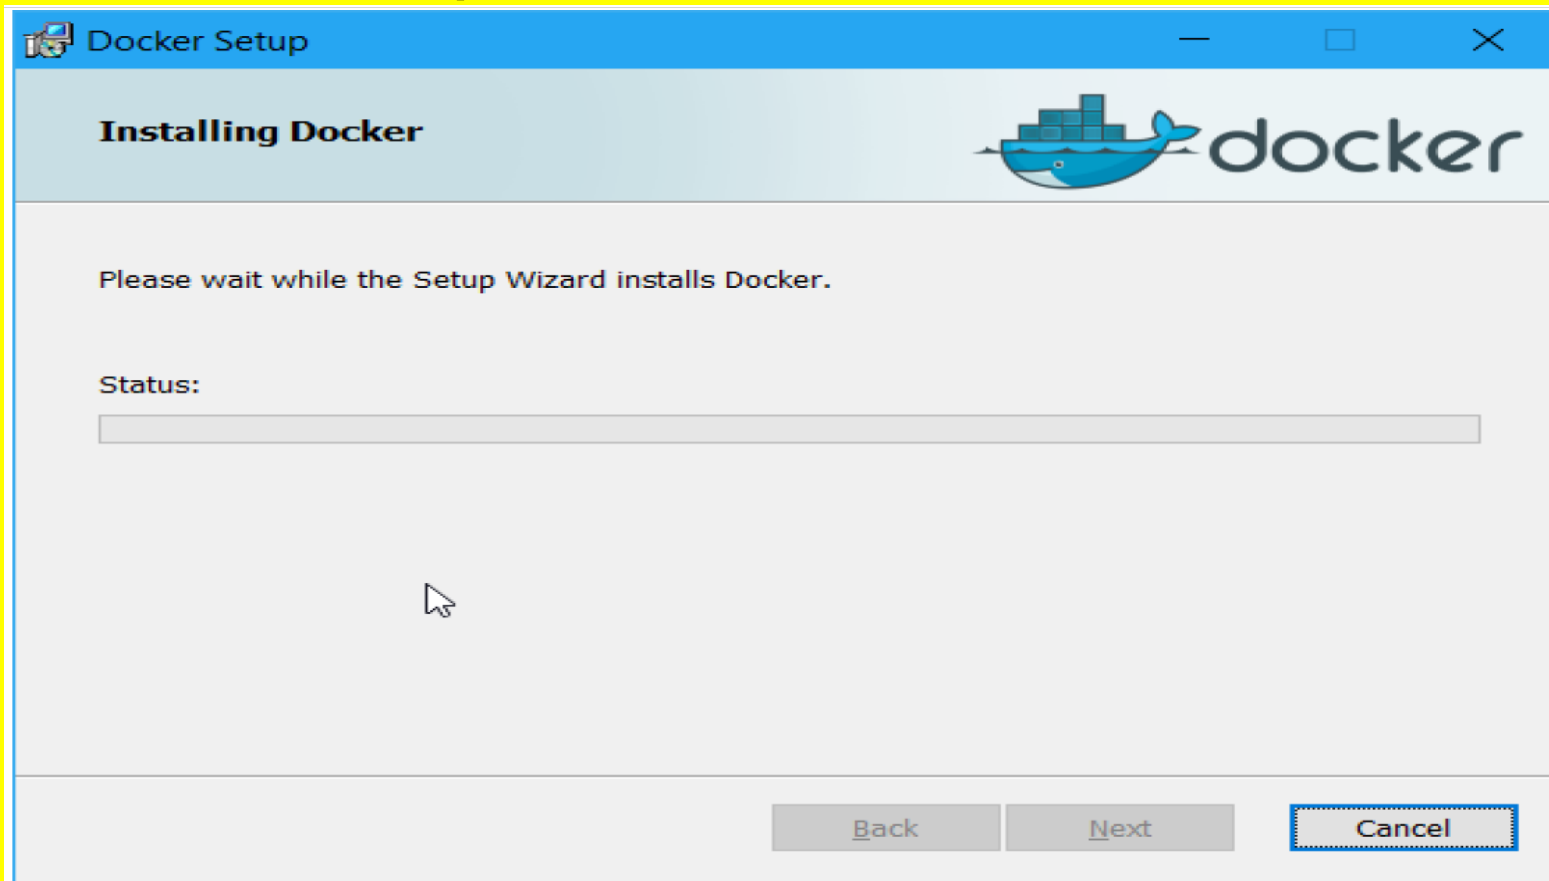 Docker Setup
Installing Docker
docker
Please wait while the Setup Wizard installs Docker.
Status:
Back
Next
Cancel